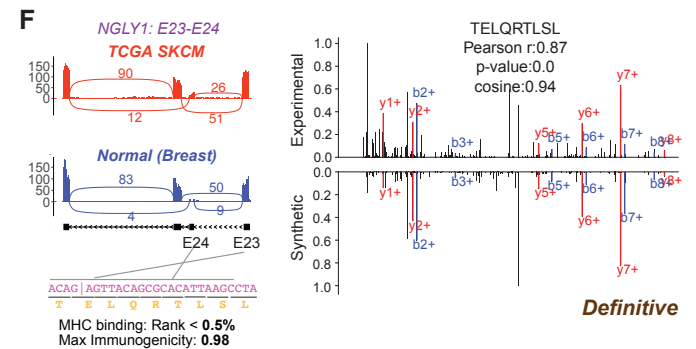 F
NGLY1: E23-E24
TCGA SKCM
150
100
50
0
90
26
12
51
Normal (Breast)
150
100
50
0
83
50
4
9
E24
E23
ACAG|AGTTACAGCGCACATTAAGCCTA
T E L Q R T L S L
MHC binding: Rank < 0.5%
Max Immunogenicity: 0.98
TELQRTLSL
Pearson r:0.87
p-value:0.0
cosine:0.94
Experimental
1.0
0.8
0.6
0.4
0.2
0.0
y1+
b2+
y2+
b3+
y5+
b5+
y6+
b6+
y7+
b7+
b8+
y8+
Synthetic
0.0
0.2
0.4
0.6
0.8
1.0
y1+
y2+
b2+
b3+
y5+
b5+
y6+
b6+
b7+
y7+
b8+
y8+
Definitive